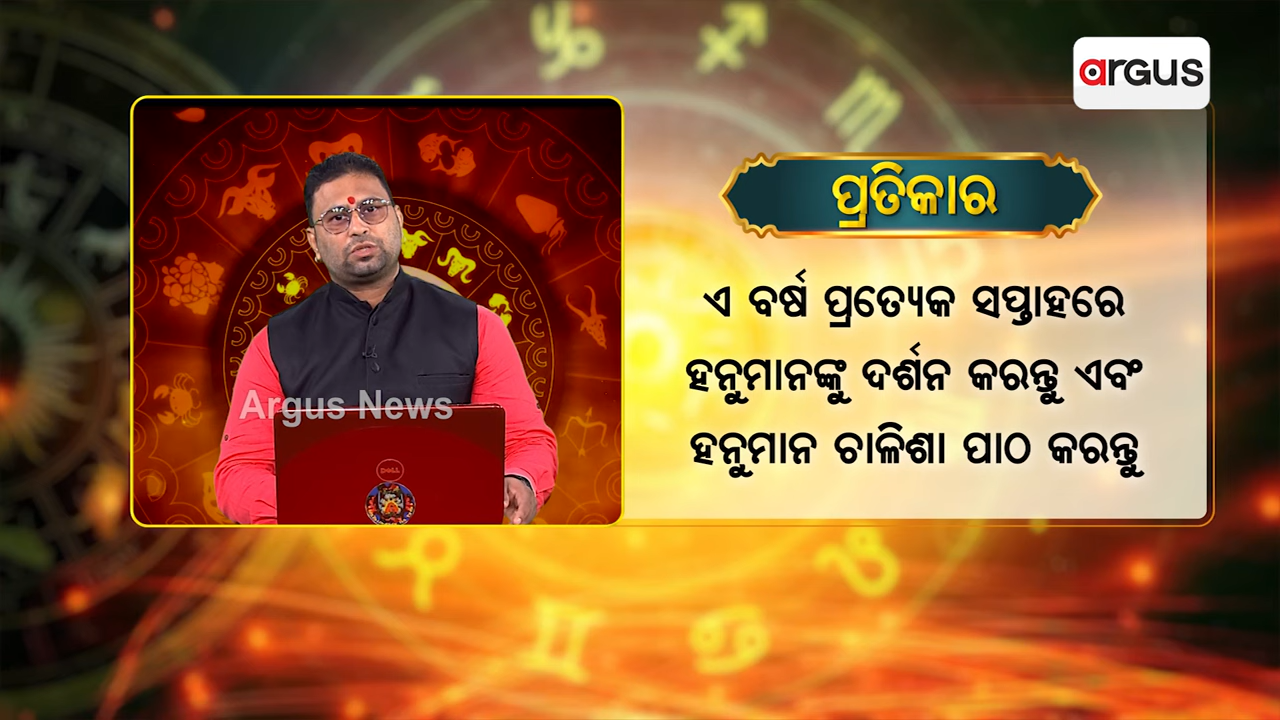 argus
ପ୍ରତିକାର
ଏ ବର୍ଷ ପ୍ରତ୍ୟେକ ସପ୍ତାହରେ
ହନୁମାନଙ୍କୁ ଦର୍ଶନ କରନ୍ତୁ ଏବଂ
ହନୁମାନ ଚାଳିଶା ପାଠ କରନ୍ତୁ
Argus News
DELL